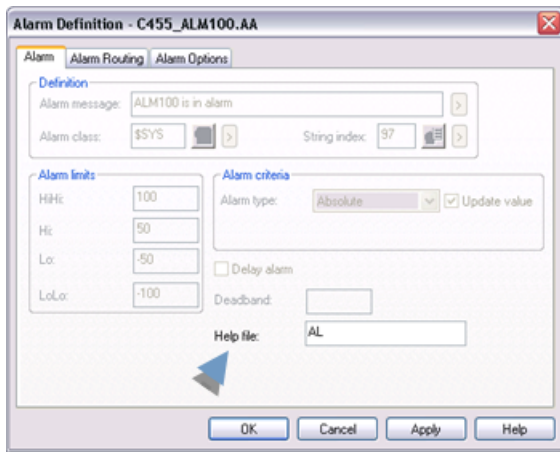 Alarm Definition - C455_ALM100.AA
Alarm Alarm Routing Alarm Options
Definition
Alarm message: ALM100 is in alarm >
Alarm class: $SYS > String index: 97 >
Alarm limits
HiHi: 100
Hi: 50
Lo: -50
LoLo: -100
Alarm criteria
Alarm type: Absolute Update value
Delay alarm
Deadband:
Help file: AL
OK Cancel Apply Help